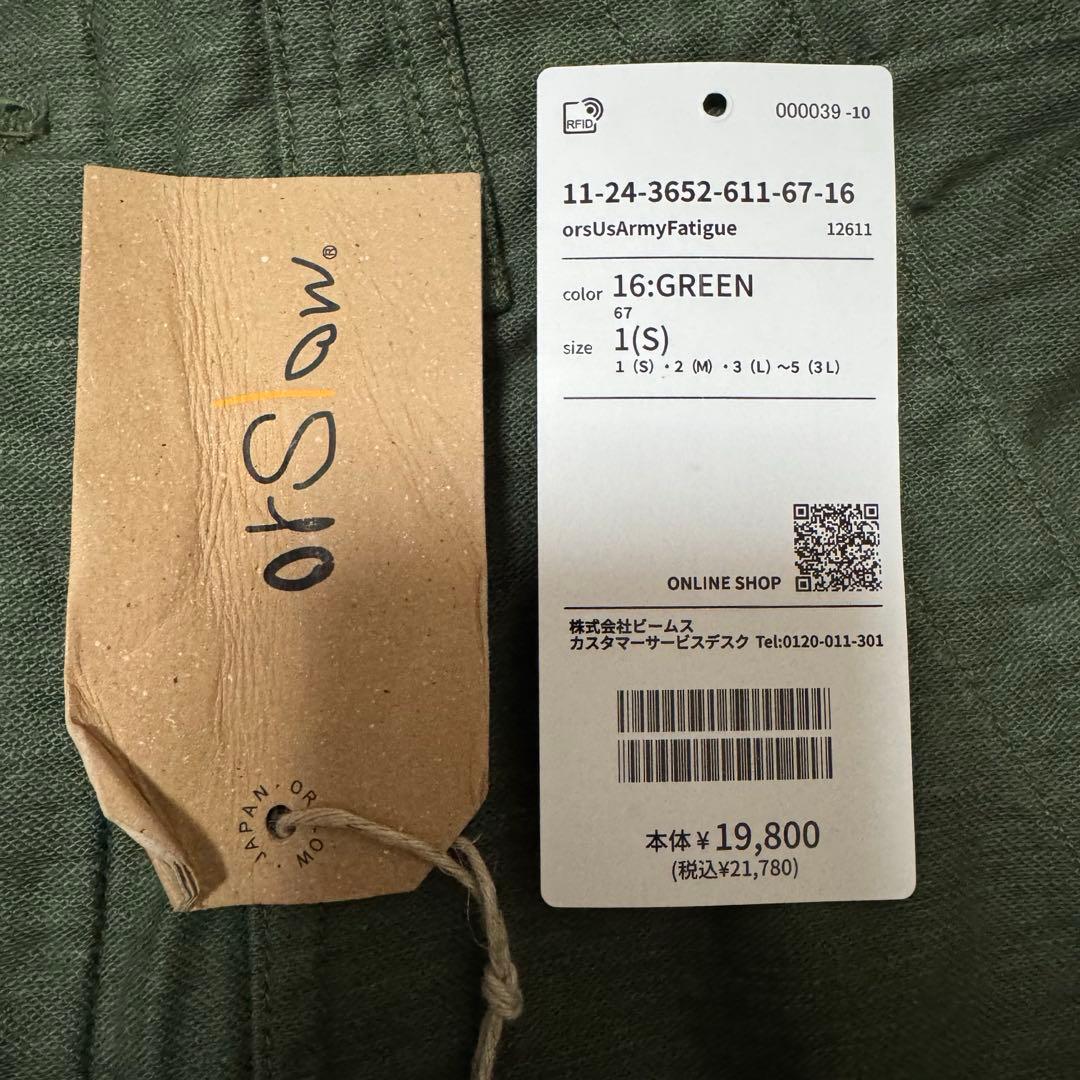 orSlow®
JAPAN · OR
OW ·
RFID
000039 -10
11-24-3652-611-67-16
orsUsArmyFatigue 12611
color 16:GREEN
67
size 1(S)
1 (S) ・2 (M) ・3 (L) ～5 (3L)
ONLINE SHOP
株式会社ビームス
カスタマーサービスデスク Tel:0120-011-301
本体 ¥ 19,800
(税込¥21,780)